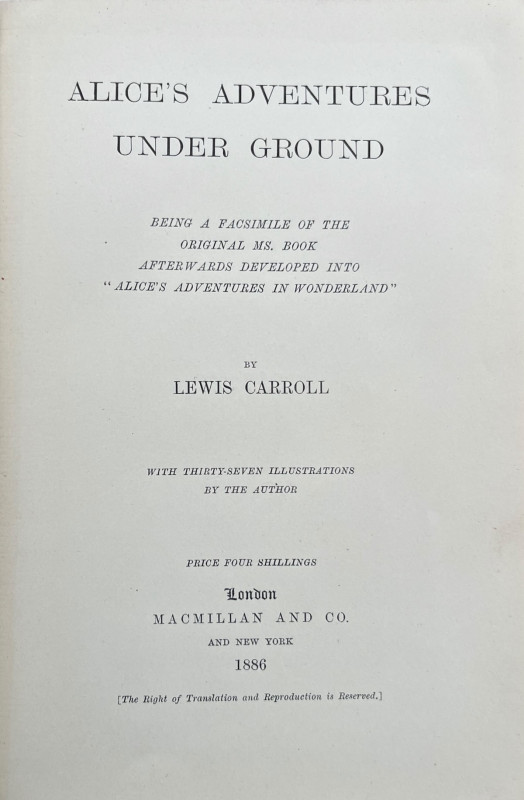 ALICE'S ADVENTURES
UNDER GROUND
BEING A FACSIMILE OF THE
ORIGINAL MS. BOOK
AFTERWARDS DEVELOPED INTO
"ALICE'S ADVENTURES IN WONDERLAND"
BY
LEWIS CARROLL
WITH THIRTY-SEVEN ILLUSTRATIONS
BY THE AUTHOR
PRICE FOUR SHILLINGS
London
MACMILLAN AND CO.
AND NEW YORK
1886
[The Right of Translation and Reproduction is Reserved.]